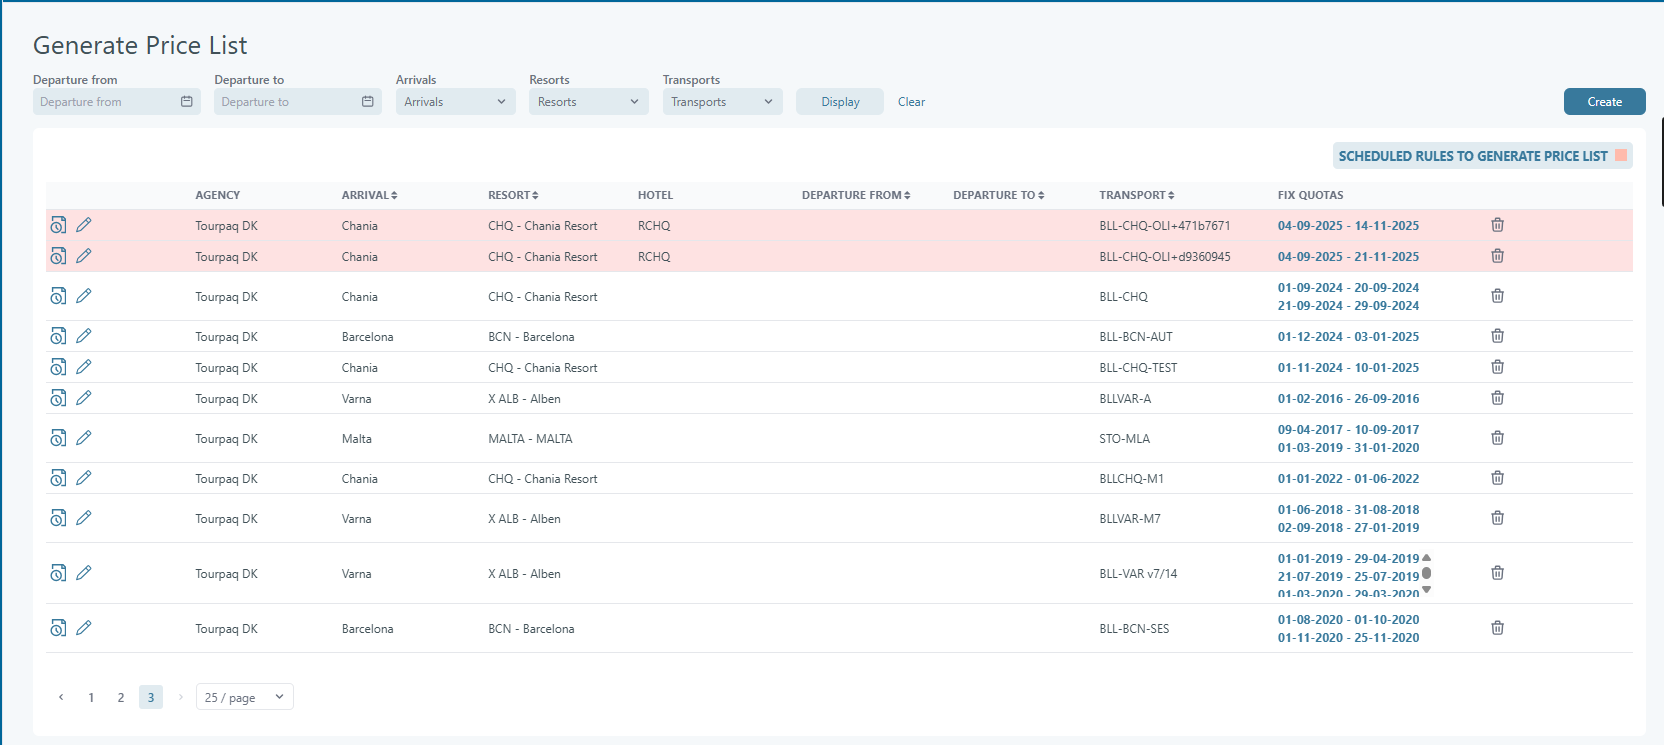 Generate Price List
Departure from Departure to Arrivals Resorts Transports
Departure from Departure to Arrivals Resorts Transports Display Clear Create
SCHEDULED RULES TO GENERATE PRICE LIST
AGENCY ARRIVAL RESORT HOTEL DEPARTURE FROM DEPARTURE TO TRANSPORT FIX QUOTAS
Tourpaq DK Chania CHQ - Chania Resort RCHQ BLL-CHQ-OLI+471b7671 04-09-2025 - 14-11-2025
Tourpaq DK Chania CHQ - Chania Resort RCHQ BLL-CHQ-OLI+d9360945 04-09-2025 - 21-11-2025
Tourpaq DK Chania CHQ - Chania Resort BLL-CHQ 01-09-2024 - 20-09-2024
21-09-2024 - 29-09-2024
Tourpaq DK Barcelona BCN - Barcelona BLL-BCN-AUT 01-12-2024 - 03-01-2025
Tourpaq DK Chania CHQ - Chania Resort BLL-CHQ-TEST 01-11-2024 - 10-01-2025
Tourpaq DK Varna X ALB - Alben BLLVAR-A 01-02-2016 - 26-09-2016
Tourpaq DK Malta MALTA - MALTA STO-MLA 09-04-2017 - 10-09-2017
01-03-2019 - 31-01-2020
Tourpaq DK Chania CHQ - Chania Resort BLLCHQ-M1 01-01-2022 - 01-06-2022
Tourpaq DK Varna X ALB - Alben BLLVAR-M7 01-06-2018 - 31-08-2018
02-09-2018 - 27-01-2019
Tourpaq DK Varna X ALB - Alben BLL-VAR v7/14 01-01-2019 - 29-04-2019
21-07-2019 - 25-07-2019
01-03-2020 - 29-03-2020
Tourpaq DK Barcelona BCN - Barcelona BLL-BCN-SES 01-08-2020 - 01-10-2020
01-11-2020 - 25-11-2020
1 2 3 25 / page